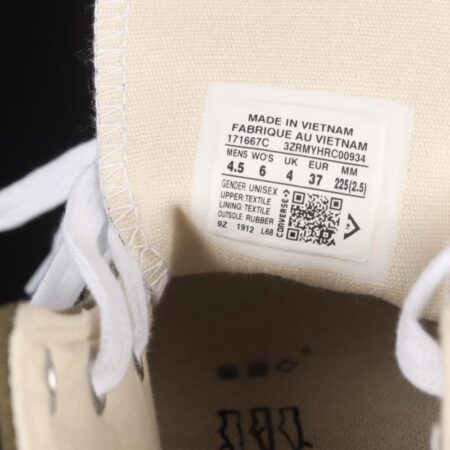 MADE IN VIETNAM
FABRIQUE AU VIETNAM
171667C 3ZRMYHRC00934
MENS WO'S UK EUR MM
4.5 6 4 37 225(2.5)
GENDER: UNISEX
UPPER:TEXTILE
LINING: TEXTILE
OUTSOLE: RUBBER
9Z 1912 L68
CONVERSE